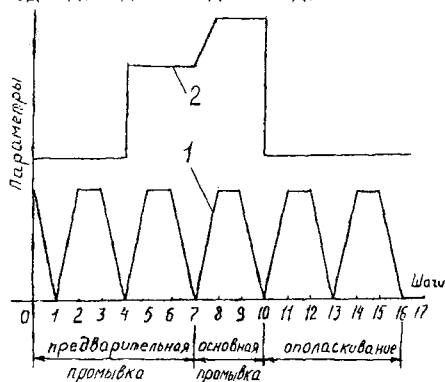 Параметры
2
1
Шаги
0 1 2 3 4 5 6 7 8 9 10 11 12 13 14 15 16 17
предварительная промывка
основная промывка
ополаскивание